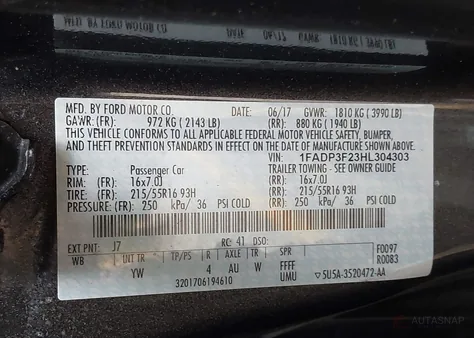 MFD. BY FORD MOTOR CO. DATE: 06/17 GVWR: 1810 KG ( 3990 LB)
GAWR: (FR): 972 KG ( 2143 LB) (RR): 880 KG ( 1940 LB)
THIS VEHICLE CONFORMS TO ALL APPLICABLE FEDERAL MOTOR VEHICLE SAFETY, BUMPER,
AND THEFT PREVENTION STANDARDS IN EFFECT ON THE DATE OF MANUFACTURE SHOWN ABOVE.
VIN: 1FADP3F23HL304303
TYPE: Passenger Car TRAILER TOWING - SEE OWNER GUIDE
RIM: (FR): 16x7.0J (RR): 16x7.0J
TIRE: (FR): 215/55R16 93H (RR): 215/55R16 93H
PRESSURE: (FR): 250 kPa/ 36 PSI COLD (RR): 250 kPa/ 36 PSI COLD
EXT PNT: J7 RC: 41 DSO: F0097
WB INT TR TP/PS R AXLE TR SPR R0083
YW 4 AU W FFFF
UMU
3201706194610 5U5A-3520472-AA
AUTASNAP